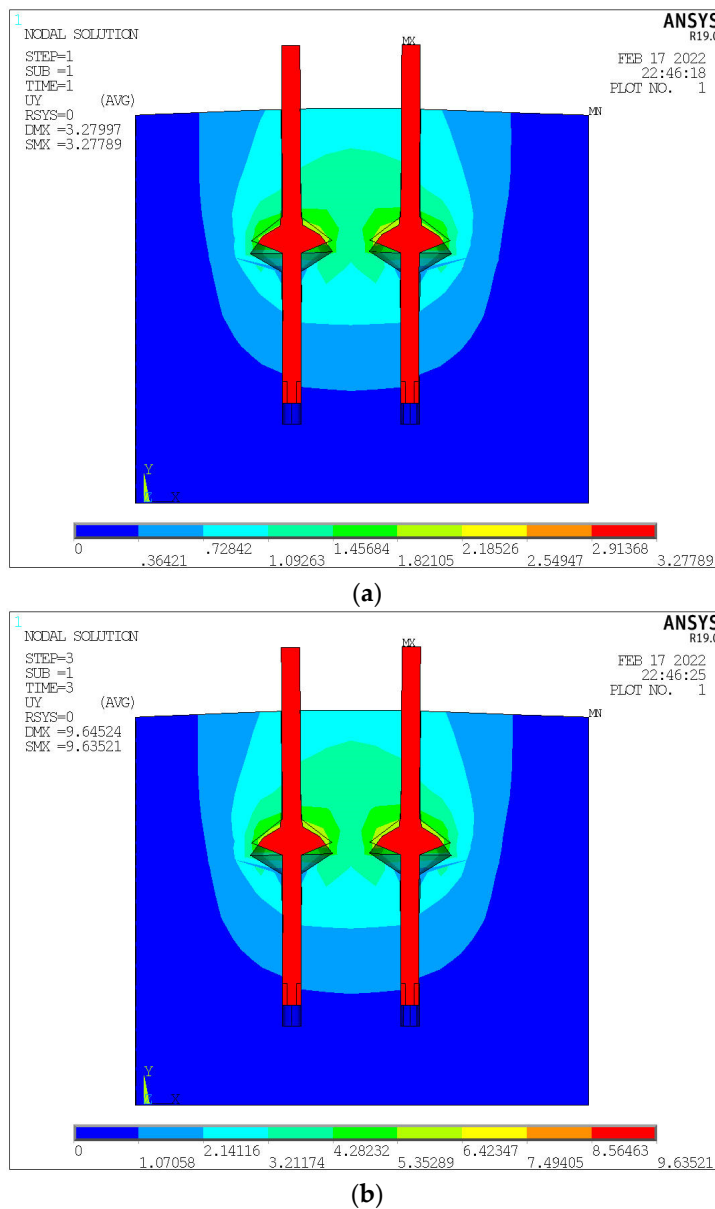 1
NODAL SOLUTION
ANSYS
R19.0
STEP=1
SUB =1
TIME=1
UY (AVG)
RSYS=0
DMX =3.27997
SMX =3.27789
FEB 17 2022
22:46:18
PLOT NO. 1
MX
MN
Y
X
0 .36421 .72842 1.09263 1.45684 1.82105 2.18526 2.54947 2.91368 3.27789
(a)
1
NODAL SOLUTION
ANSYS
R19.0
STEP=3
SUB =1
TIME=3
UY (AVG)
RSYS=0
DMX =9.64524
SMX =9.63521
FEB 17 2022
22:46:25
PLOT NO. 1
MX
MN
Y
X
0 1.07058 2.14116 3.21174 4.28232 5.35289 6.42347 7.49405 8.56463 9.63521
(b)